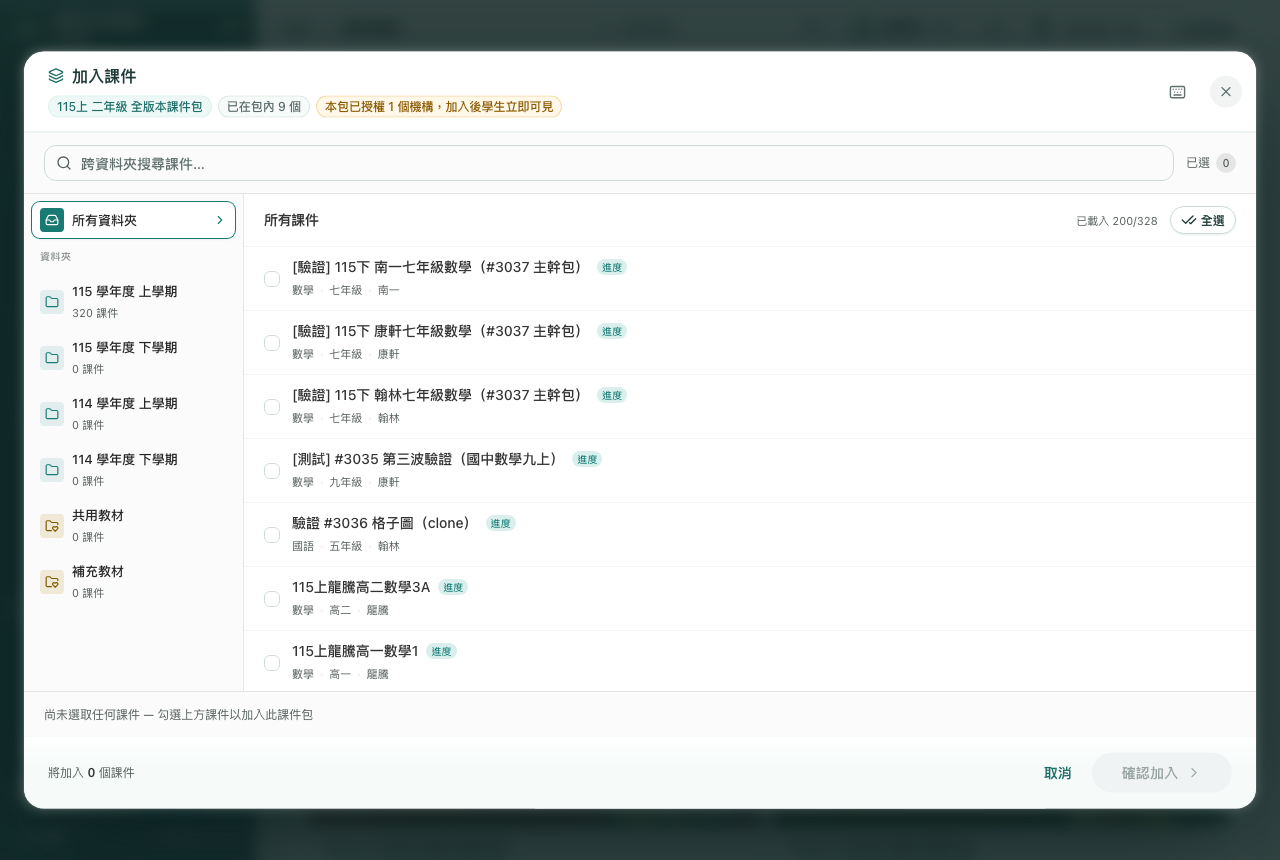 加入課件
115上 二年級 全版本課件包
已在包內 9 個
本包已授權 1 個機構，加入後學生立即可見
跨資料夾搜尋課件...
已選 0
所有資料夾
資料夾
115 學年度 上學期
320 課件
115 學年度 下學期
0 課件
114 學年度 上學期
0 課件
114 學年度 下學期
0 課件
共用教材
0 課件
補充教材
0 課件
所有課件
已載入 200/328
全選
[驗證] 115下 南一七年級數學（#3037 主幹包） 進度
數學 · 七年級 · 南一
[驗證] 115下 康軒七年級數學（#3037 主幹包） 進度
數學 · 七年級 · 康軒
[驗證] 115下 翰林七年級數學（#3037 主幹包） 進度
數學 · 七年級 · 翰林
[測試] #3035 第三波驗證（國中數學九上） 進度
數學 · 九年級 · 康軒
驗證 #3036 格子圖（clone） 進度
國語 · 五年級 · 翰林
115上龍騰高二數學3A 進度
數學 · 高二 · 龍騰
115上龍騰高一數學1 進度
數學 · 高一 · 龍騰
尚未選取任何課件 — 勾選上方課件以加入此課件包
將加入 0 個課件
取消
確認加入